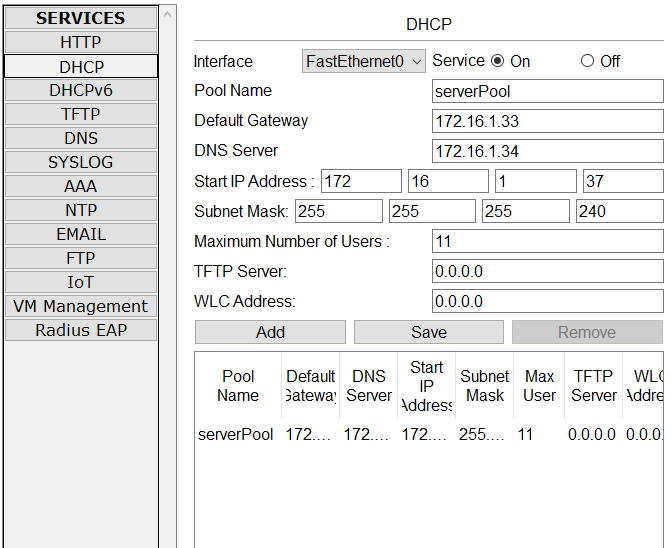 SERVICES
HTTP
DHCP
DHCPv6
TFTP
DNS
SYSLOG
AAA
NTP
EMAIL
FTP
IoT
VM Management
Radius EAP
DHCP
Interface FastEthernet0 Service On Off
Pool Name serverPool
Default Gateway 172.16.1.33
DNS Server 172.16.1.34
Start IP Address : 172 16 1 37
Subnet Mask: 255 255 255 240
Maximum Number of Users : 11
TFTP Server: 0.0.0.0
WLC Address: 0.0.0.0
Add Save Remove
Pool Name Default Gateway DNS Server Start IP Address Subnet Mask Max User TFTP Server WLC Addre
serverPool 172.... 172.... 172.... 255.... 11 0.0.0.0 0.0.0.